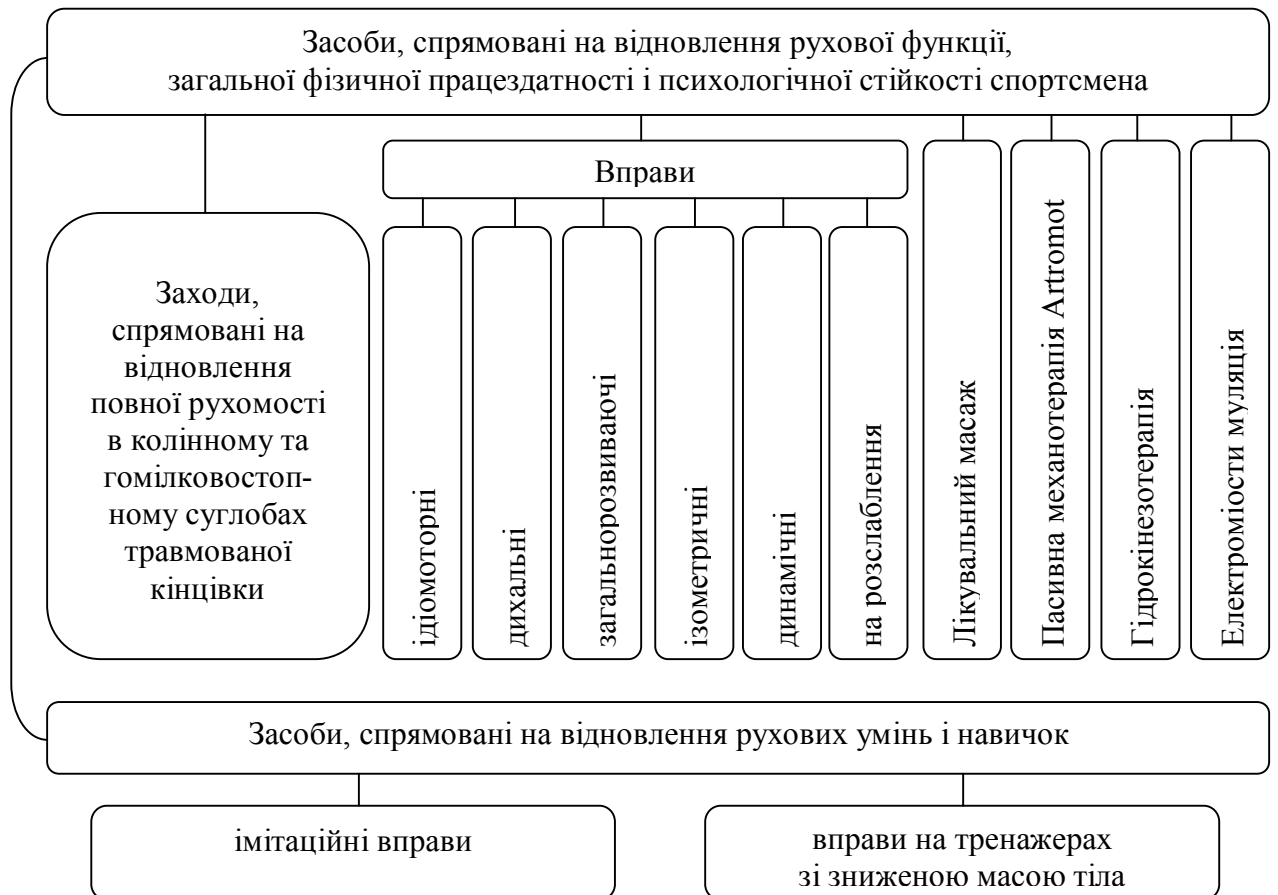 Засоби, спрямовані на відновлення рухової функції,
загальної фізичної працездатності і психологічної стійкості спортсмена
Вправи
Заходи,
спрямовані на
відновлення
повної рухомості
в колінному та
гомілковостоп-
ному суглобах
травмованої
кінцівки
ідіомоторні
дихальні
загальнорозвиваючі
ізометричні
динамічні
на розслаблення
Лікувальний масаж
Пасивна механотерапія Artromot
Гідрокінезотерапія
Електроміости муляція
Засоби, спрямовані на відновлення рухових умінь і навичок
імітаційні вправи
вправи на тренажерах
зі зниженою масою тіла